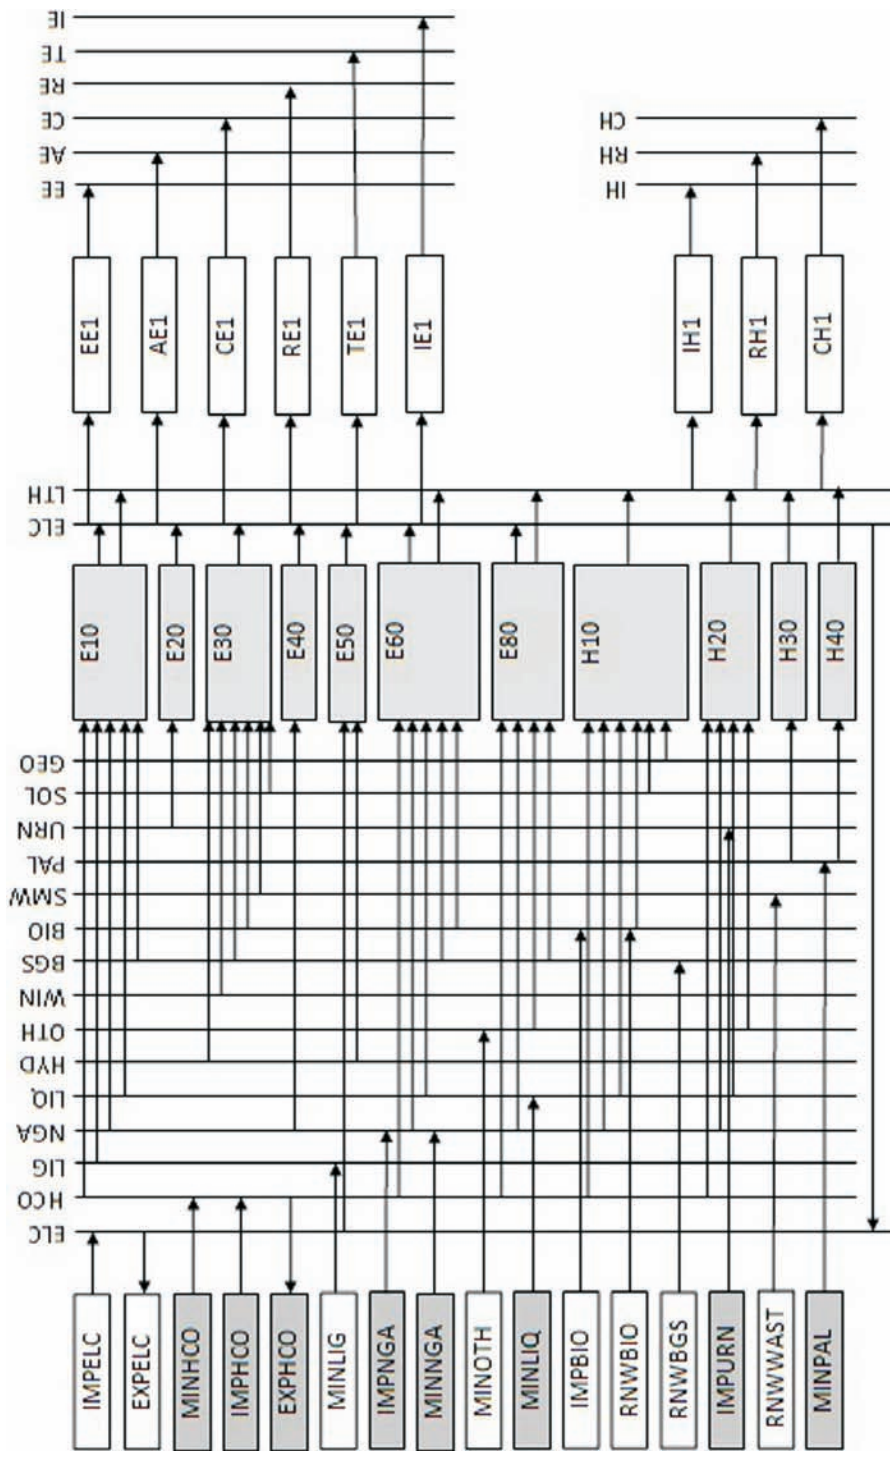 IE
TE
RE
CE
AE
EE
CH
RH
IH
EE1
AE1
CE1
RE1
TE1
IE1
IH1
RH1
CH1
LTH
ELC
E10
E20
E30
E40
E50
E60
E80
H10
H20
H30
H40
GEO
SOL
URN
PAL
SMW
BIO
BGS
WIN
OTH
HYD
LIQ
NGA
LIG
HCO
ELC
IMPELC
EXPELC
MINHCO
IMPHCO
EXPHCO
MINLIG
IMPNGA
MINNGA
MINOTH
MINLIQ
IMPBIO
RNWBIO
RNWBGS
IMPURN
RNWWAST
MINPAL